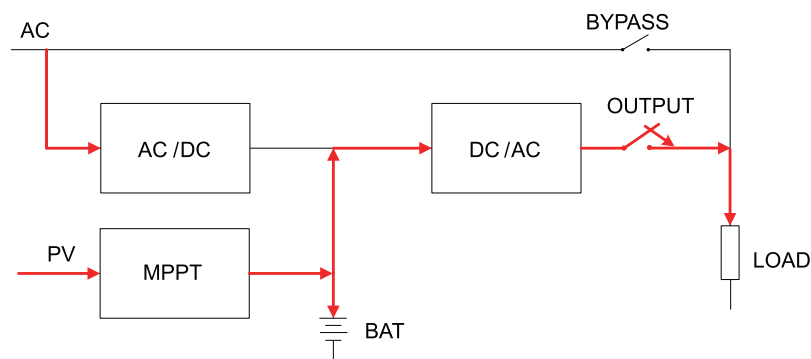 AC
BYPASS
OUTPUT
AC/DC
DC/AC
PV
MPPT
LOAD
BAT